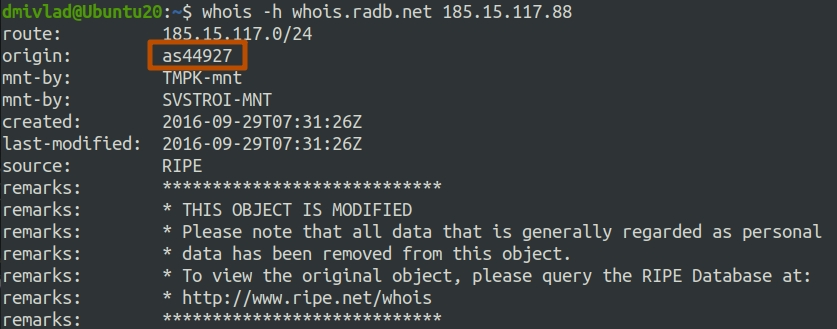 dmivlad@Ubuntu20:~$ whois -h whois.radb.net 185.15.117.88
route:          185.15.117.0/24
origin:         as44927
mnt-by:         TMPK-mnt
mnt-by:         SVSTROI-MNT
created:        2016-09-29T07:31:26Z
last-modified:  2016-09-29T07:31:26Z
source:         RIPE
remarks:        ****************************
remarks:        * THIS OBJECT IS MODIFIED
remarks:        * Please note that all data that is generally regarded as personal
remarks:        * data has been removed from this object.
remarks:        * To view the original object, please query the RIPE Database at:
remarks:        * http://www.ripe.net/whois
remarks:        ****************************